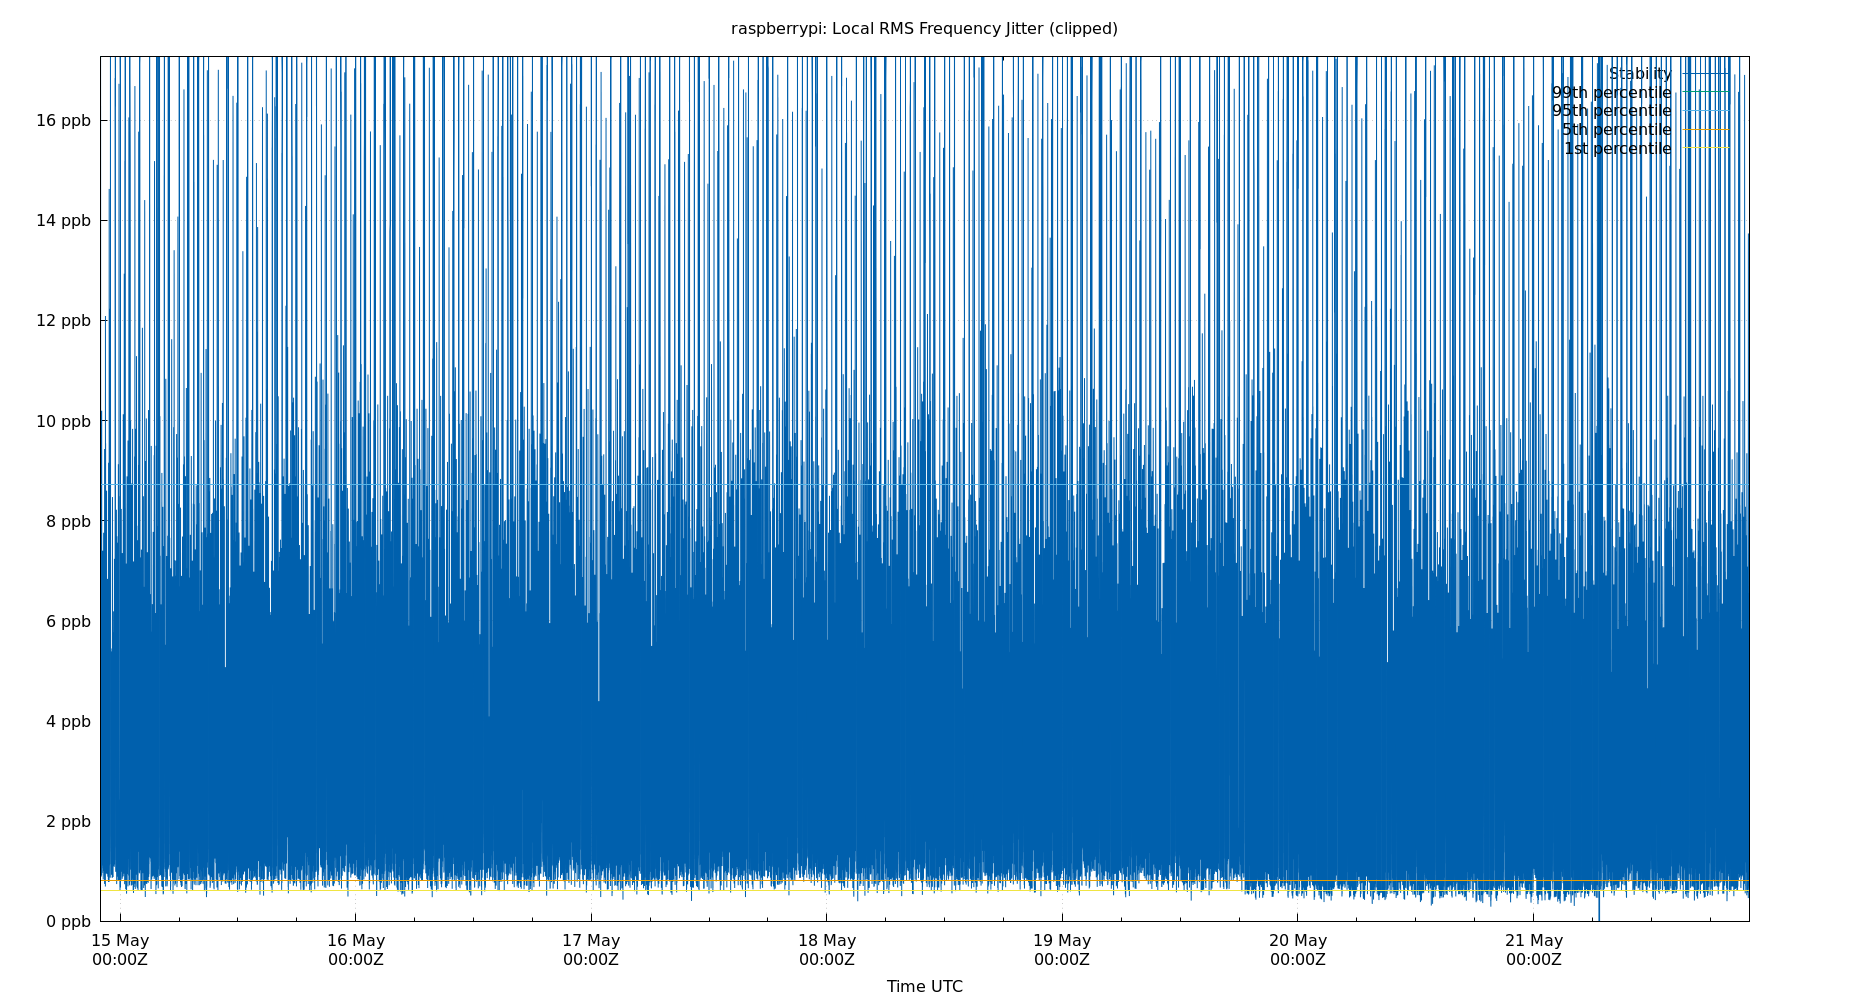 raspberrypi: Local RMS Frequency Jitter (clipped)
Stability
99th percentile
95th percentile
5th percentile
1st percentile
16 ppb
14 ppb
12 ppb
10 ppb
8 ppb
6 ppb
4 ppb
2 ppb
0 ppb
15 May 16 May 17 May 18 May 19 May 20 May 21 May
00:00Z 00:00Z 00:00Z 00:00Z 00:00Z 00:00Z 00:00Z
Time UTC